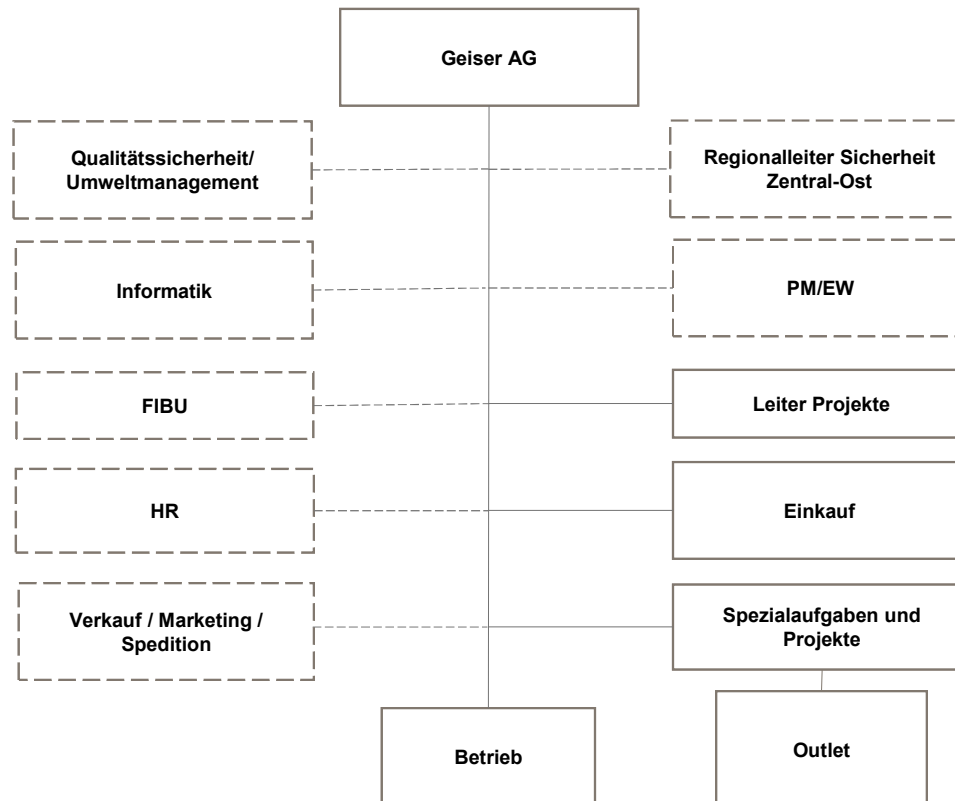 Geiser AG
Qualitätssicherheit/
Umweltmanagement
Regionalleiter Sicherheit
Zentral-Ost
Informatik
PM/EW
FIBU
Leiter Projekte
HR
Einkauf
Verkauf / Marketing /
Spedition
Spezialaufgaben und
Projekte
Betrieb
Outlet